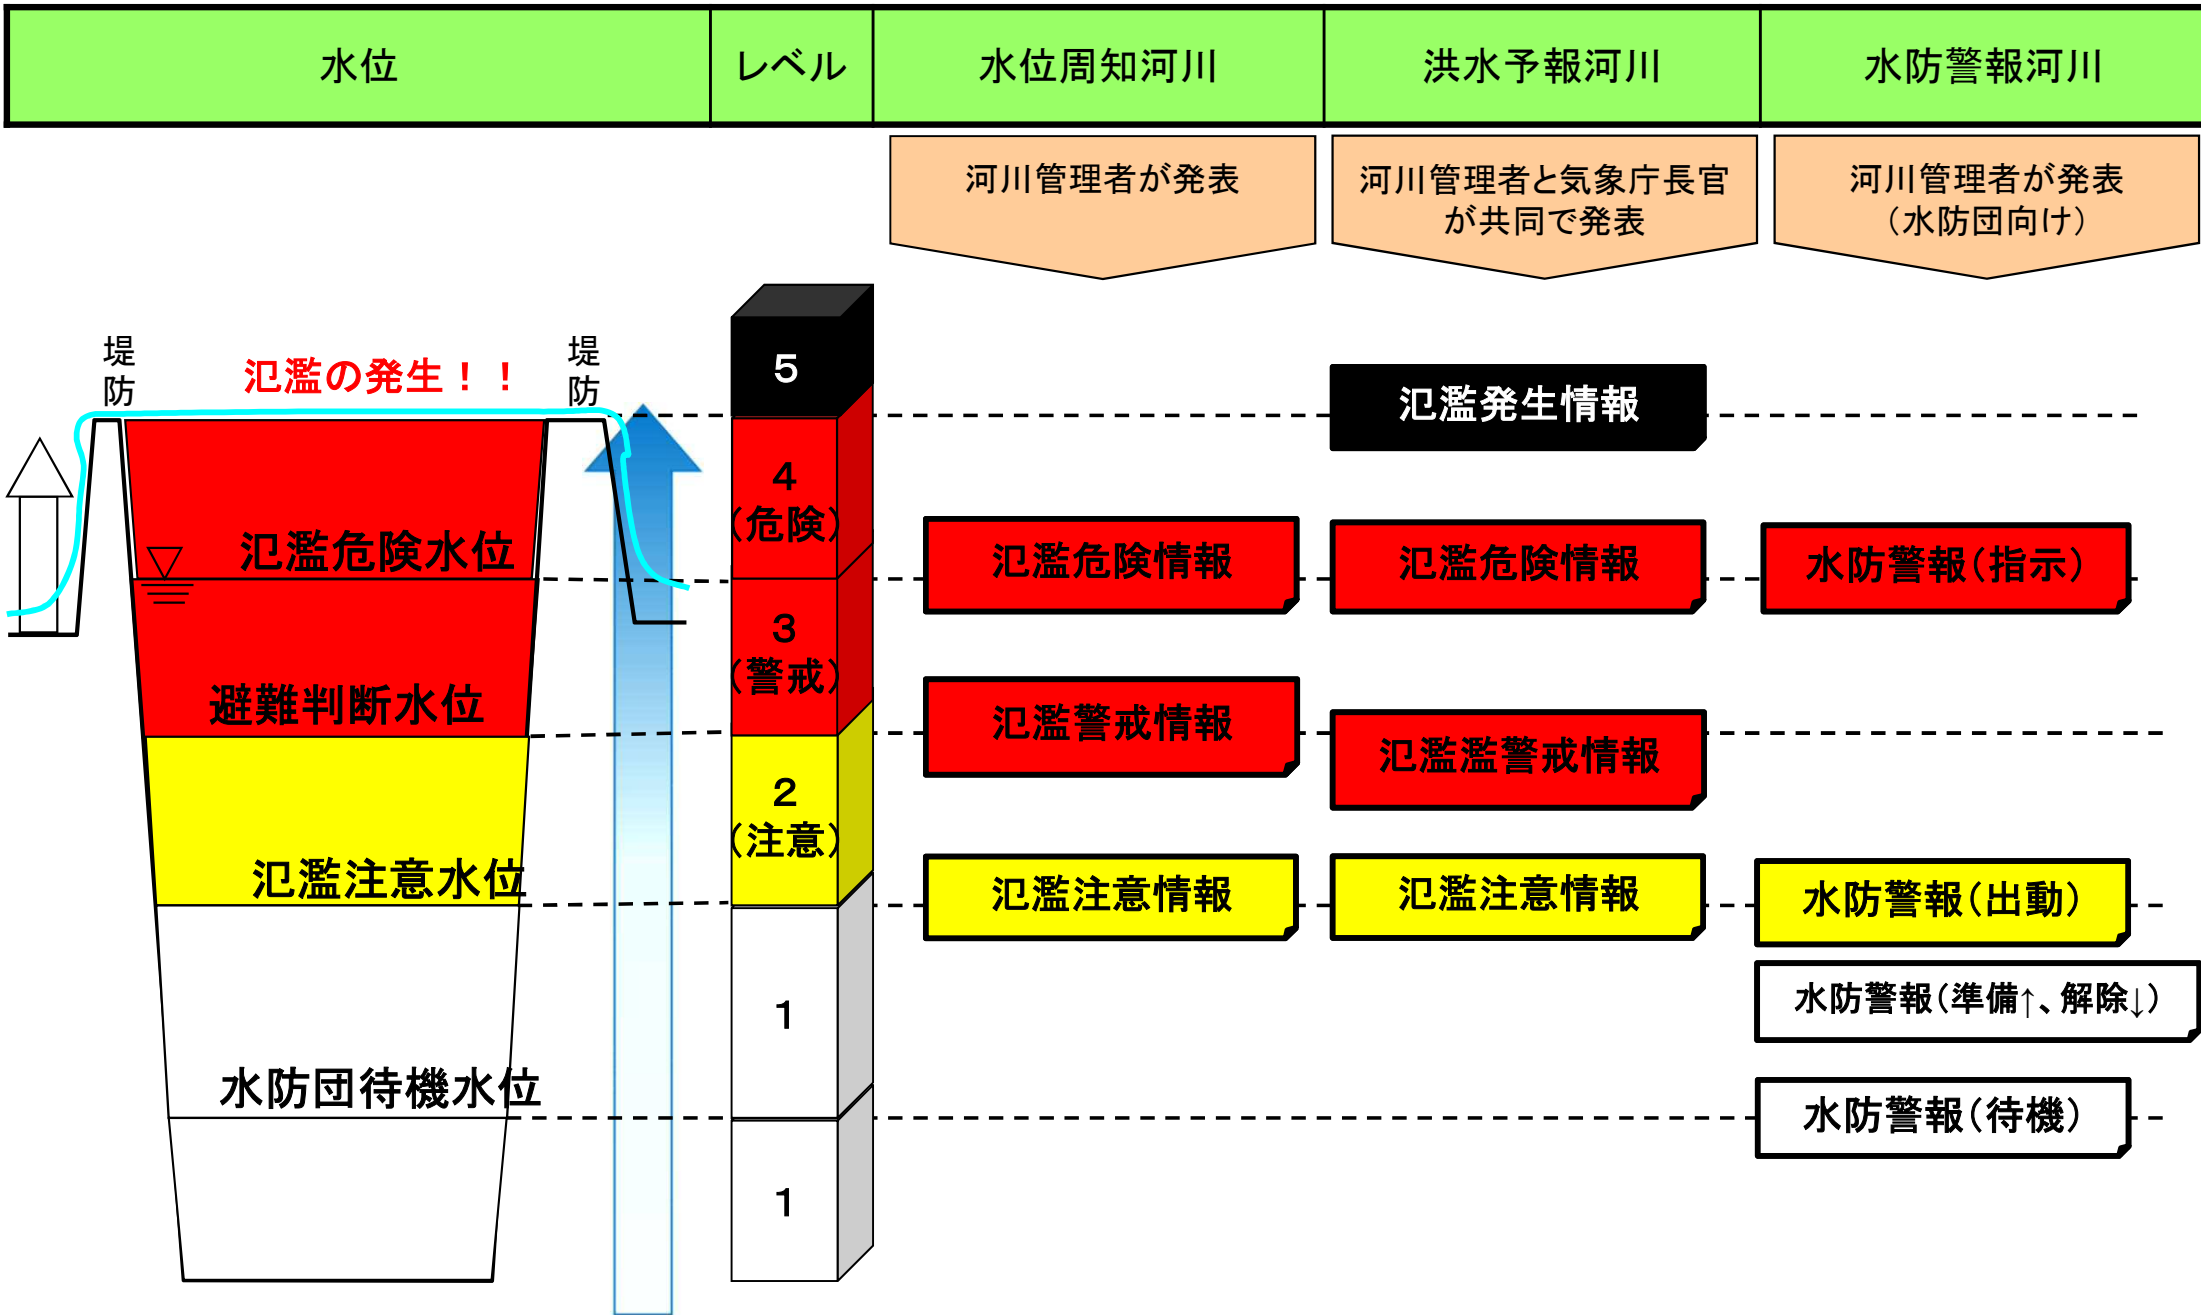 水位
レベル
水位周知河川
洪水予報河川
水防警報河川
河川管理者が発表
河川管理者と気象庁長官
が共同で発表
河川管理者が発表
(水防団向け)
堤防
氾濫の発生！！
堤防
5
氾濫発生情報
4
(危険)
氾濫危険水位
氾濫危険情報
氾濫危険情報
水防警報(指示)
3
(警戒)
避難判断水位
氾濫警戒情報
氾濫濫警戒情報
2
(注意)
氾濫注意水位
氾濫注意情報
氾濫注意情報
水防警報(出動)
水防警報(準備↑、解除↓)
1
水防団待機水位
水防警報(待機)
1